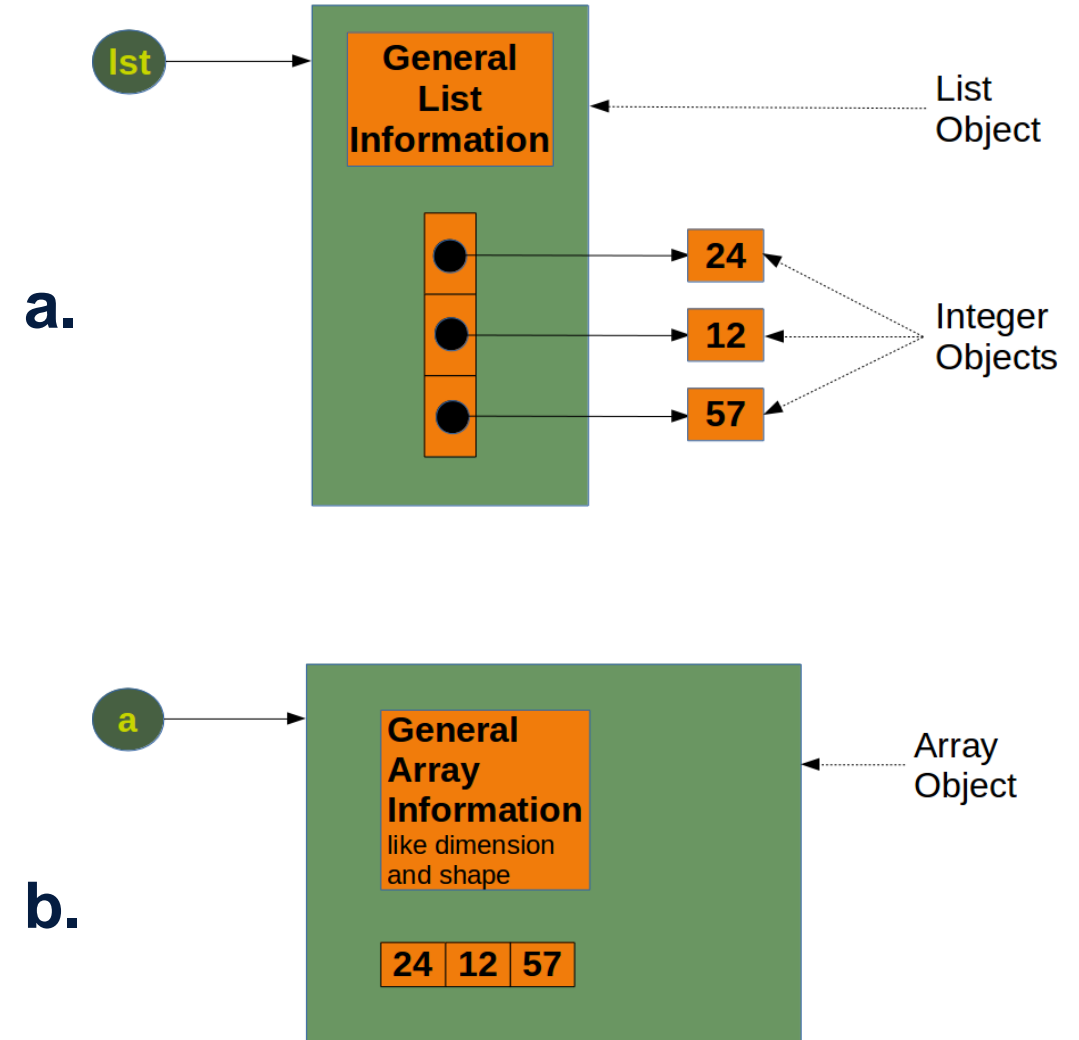 lst
General
List
Information
List
Object
24
12
57
Integer
Objects
a.
a
General
Array
Information
like dimension
and shape
Array
Object
b.
24 12 57